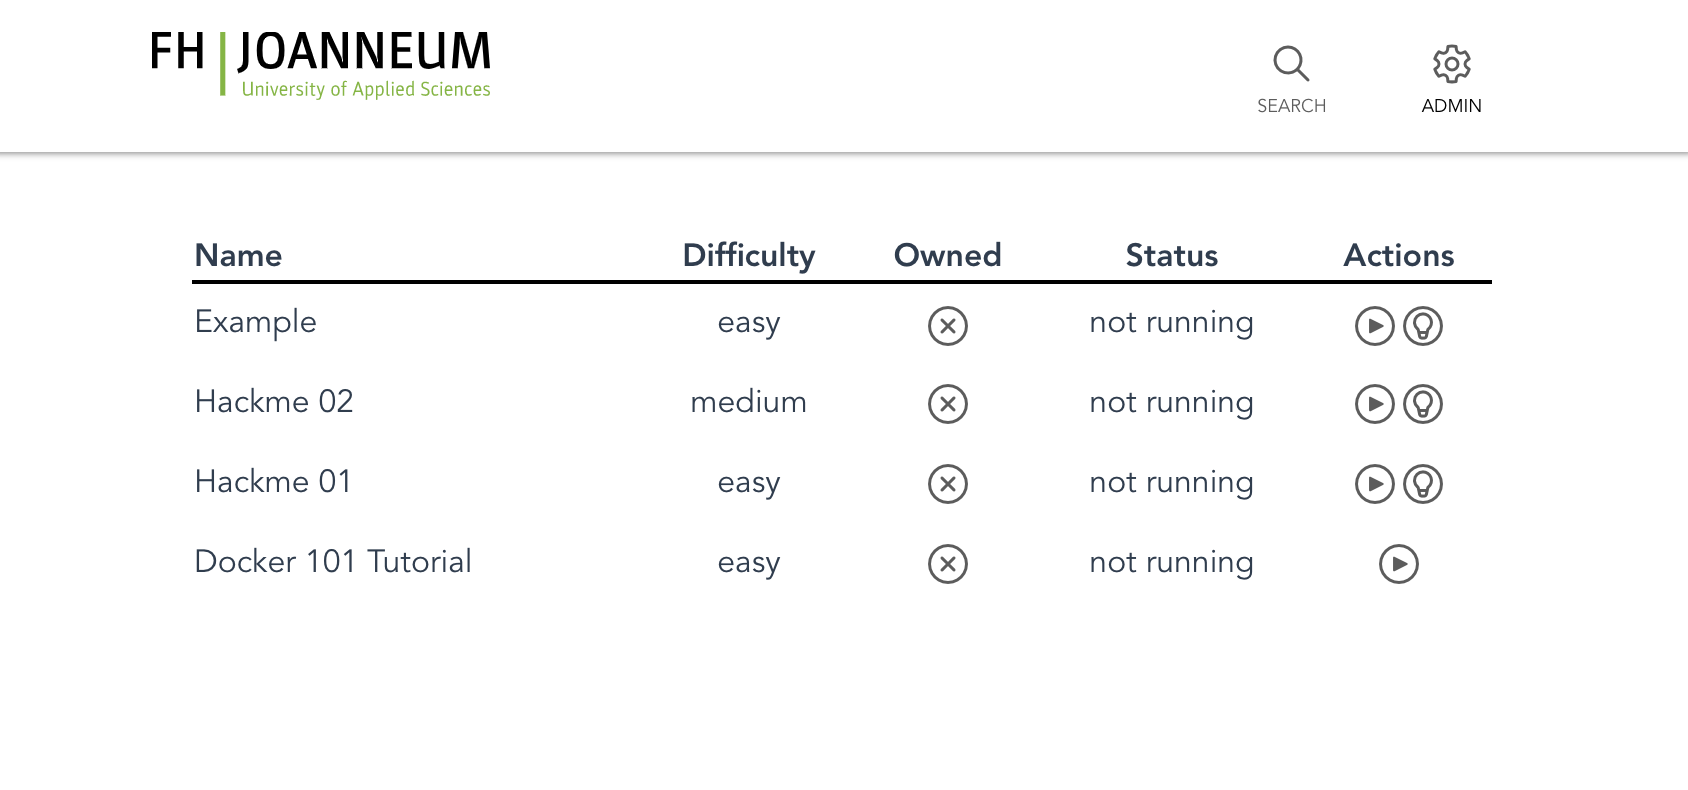 FH JOANNEUM
University of Applied Sciences
SEARCH
ADMIN
Name Difficulty Owned Status Actions
Example easy not running
Hackme 02 medium not running
Hackme 01 easy not running
Docker 101 Tutorial easy not running